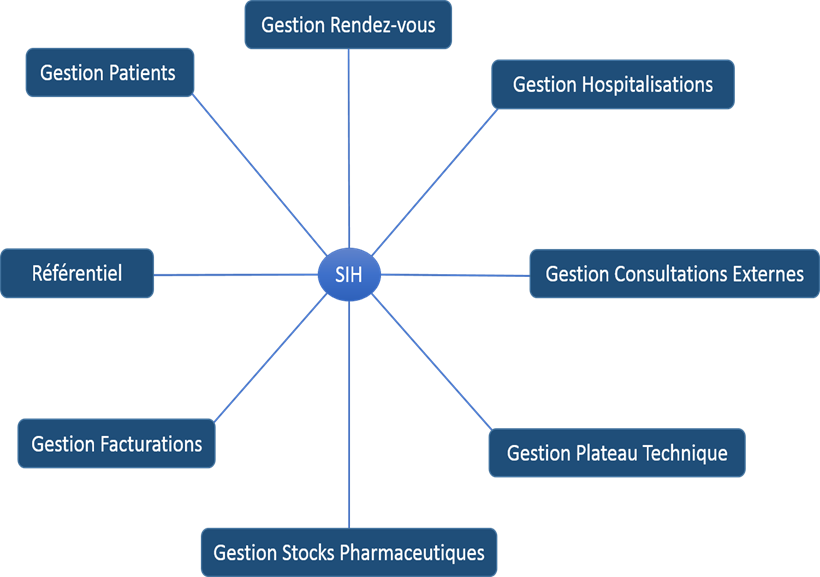 Gestion Rendez-vous
Gestion Patients
Gestion Hospitalisations
Référentiel
SIH
Gestion Consultations Externes
Gestion Facturations
Gestion Plateau Technique
Gestion Stocks Pharmaceutiques